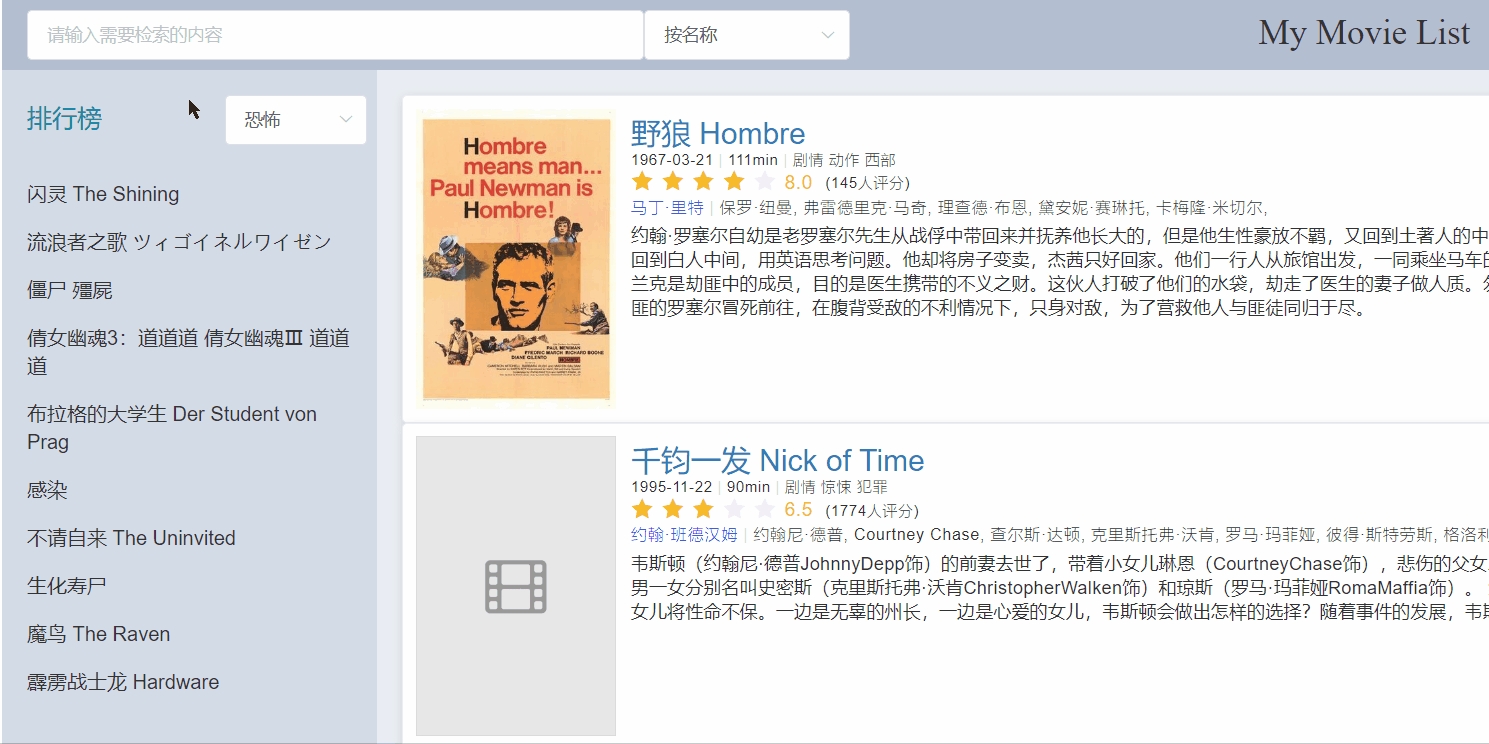 请输入需要检索的内容
按名称
My Movie List
排行榜
恐怖
闪灵 The Shining
流浪者之歌 ツィゴイネルワイゼン
僵尸 殭屍
倩女幽魂3：道道道 倩女幽魂Ⅲ 道道
道
布拉格的大学生 Der Student von
Prag
感染
不请自来 The Uninvited
生化寿尸
魔鸟 The Raven
霹雳战士龙 Hardware
Hombre
means man...
Paul Newman is
Hombre!
PAUL NEWMAN
FREDRIC MARCH RICHARD BOONE
DIANE CILENTO
HOMBRE
野狼 Hombre
1967-03-21 | 111min | 剧情 动作 西部
8.0 (145人评分)
马丁·里特 | 保罗·纽曼, 弗雷德里克·马奇, 理查德·布恩, 黛安妮·赛琳托, 卡梅隆·米切尔,
约翰·罗塞尔自幼是老罗塞尔先生从战俘中带回来并抚养他长大的，但是他生性豪放不羁，又回到土著人的中
回到白人中间，用英语思考问题。他却将房子变卖，杰茜只好回家。他们一行人从旅馆出发，一同乘坐马车的
兰克是劫匪中的成员，目的是医生携带的不义之财。这伙人打破了他们的水袋，劫走了医生的妻子做人质。
匪的罗塞尔冒死前往，在腹背受敌的不利情况下，只身对敌，为了营救他人与匪徒同归于尽。
千钧一发 Nick of Time
1995-11-22 | 90min | 剧情 惊悚 犯罪
6.5 (1774人评分)
约翰·班德汉姆 | 约翰尼·德普, Courtney Chase, 查尔斯·达顿, 克里斯托弗·沃肯, 罗马·玛菲娅, 彼得·斯特劳斯, 格洛利
韦斯顿（约翰尼·德普JohnnyDepp饰）的前妻去世了，带着小女儿琳恩（CourtneyChase饰），悲伤的父女
男一女分别名叫史密斯（克里斯托弗·沃肯ChristopherWalken饰）和琼斯（罗马·玛菲娅RomaMaffia饰）。
女儿将性命不保。一边是无辜的州长，一边是心爱的女儿，韦斯顿会做出怎样的选择？随着事件的发展，韦斯